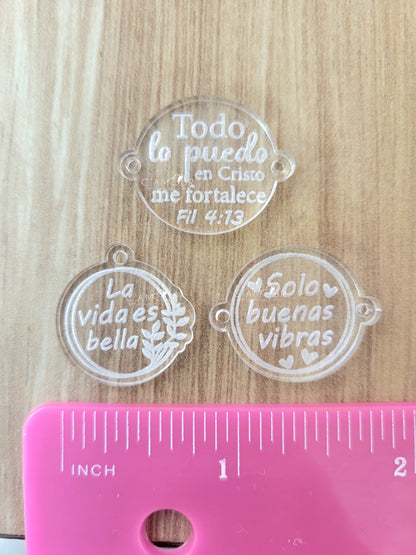 Todo
lo puedo
en Cristo
me fortalece
Fil 4:13
La
vida es
bella
Solo
buenas
vibras
INCH 1 2